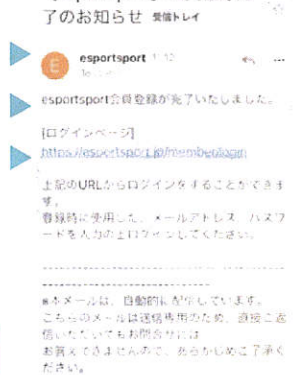 了のお知らせ 受信トレイ
E
esportsport
esportsport会員登録が完了いたしました。
[ログインページ]
https://esportsport.jp/member/login
上記のURLからログインをすることができま
す。
登録時に使用した、メールアドレス パスワ
ードを入力の上ログインしてください。
----------------------------------------
----------------------------
※本メールは、自動的に配信しています。
こちらのメールは送信専用のため、直接ご返
信いただいてもお問合せには
お答えできませんので、あらかじめご了承く
ださい。